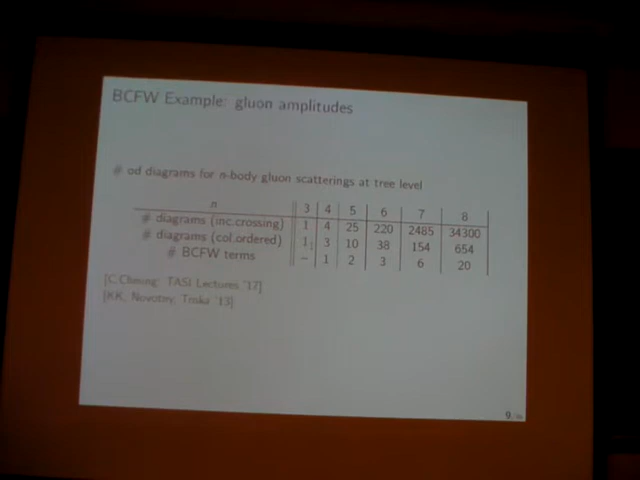 BCFW Example: gluon amplitudes
# od diagrams for n-body gluon scatterings at tree level
n 3 4 5 6 7 8
# diagrams (inc.crossing) 1 4 25 220 2485 34300
# diagrams (col.ordered) 1 3 10 38 154 654
# BCFW terms – 1 2 3 6 20
[C.Cheung: TASI Lectures '17]
[KK, Novotny, Trnka '13]
9